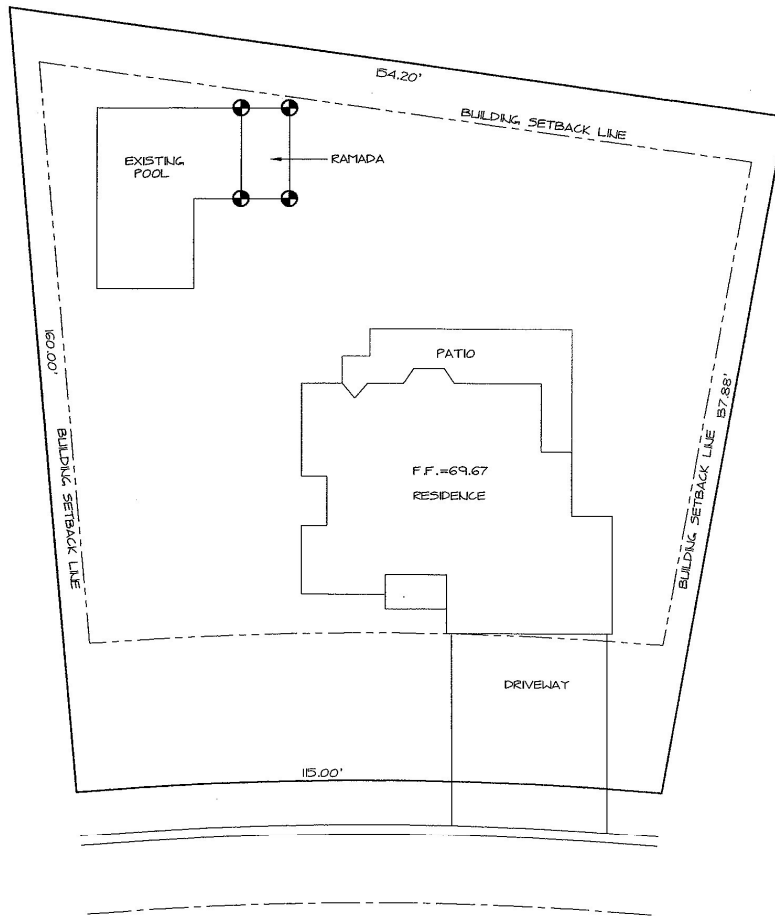 154.20'
BUILDING SETBACK LINE
EXISTING
POOL
RAMADA
160.00'
PATIO
137.88'
BUILDING SETBACK LINE
F.F.=69.67
RESIDENCE
BUILDING SETBACK LINE
DRIVEWAY
115.00'